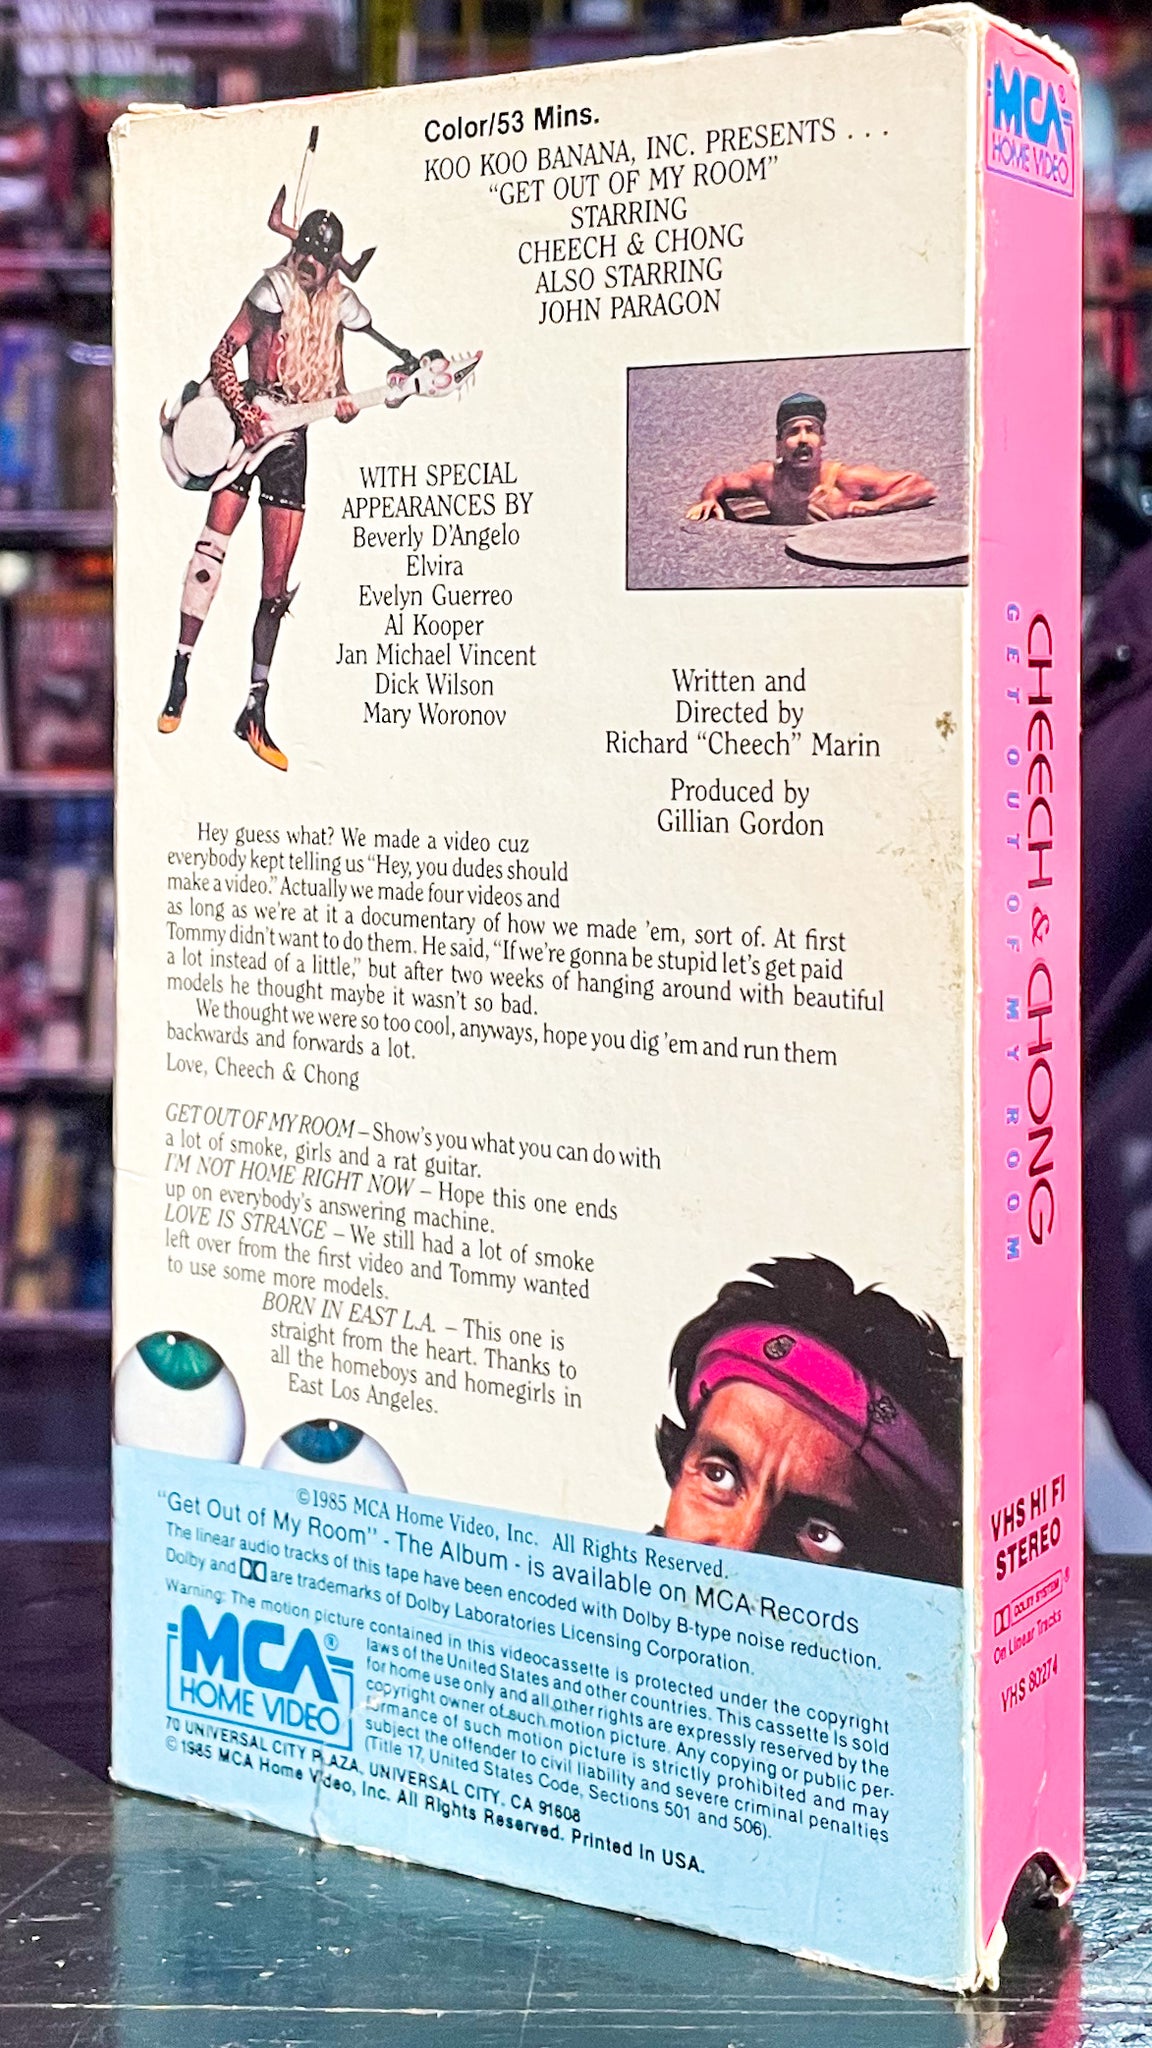 Color/53 Mins.
KOO KOO BANANA, INC. PRESENTS . . .
“GET OUT OF MY ROOM”
STARRING
CHEECH & CHONG
ALSO STARRING
JOHN PARAGON
WITH SPECIAL
APPEARANCES BY
Beverly D'Angelo
Elvira
Evelyn Guerreo
Al Kooper
Jan Michael Vincent
Dick Wilson
Mary Woronov
Written and
Directed by
Richard “Cheech” Marin
Produced by
Gillian Gordon
Hey guess what? We made a video cuz
everybody kept telling us “Hey, you dudes should
make a video.” Actually we made four videos and
as long as we're at it a documentary of how we made 'em, sort of. At first
Tommy didn't want to do them. He said, “If we're gonna be stupid let's get paid
a lot instead of a little,” but after two weeks of hanging around with beautiful
models he thought maybe it wasn't so bad.
We thought we were so too cool, anyways, hope you dig 'em and run them
backwards and forwards a lot.
Love, Cheech & Chong
GET OUT OF MY ROOM – Show's you what you can do with
a lot of smoke, girls and a rat guitar.
I'M NOT HOME RIGHT NOW – Hope this one ends
up on everybody's answering machine.
LOVE IS STRANGE – We still had a lot of smoke
left over from the first video and Tommy wanted
to use some more models.
BORN IN EAST L.A. – This one is
straight from the heart. Thanks to
all the homeboys and homegirls in
East Los Angeles.
©1985 MCA Home Video, Inc. All Rights Reserved.
“Get Out of My Room” - The Album - is available on MCA Records
The linear audio tracks of this tape have been encoded with Dolby B-type noise reduction.
Dolby and are trademarks of Dolby Laboratories Licensing Corporation.
Warning: The motion picture contained in this videocassette is protected under the copyright
laws of the United States and other countries. This cassette is sold
for home use only and all other rights are expressly reserved by the
copyright owner of such motion picture. Any copying or public per-
formance of such motion picture is strictly prohibited and may
subject the offender to civil liability and severe criminal penalties
(Title 17, United States Code, Sections 501 and 506).
MCA®
HOME VIDEO
70 UNIVERSAL CITY PLAZA, UNIVERSAL CITY, CA 91608
© 1985 MCA Home Video, Inc. All Rights Reserved. Printed in USA.
MCA®
HOME VIDEO
CHEECH & CHONG
GET OUT OF MY ROOM
VHS HI FI
STEREO
DOLBY SYSTEM®
On Linear Tracks
VHS 80274